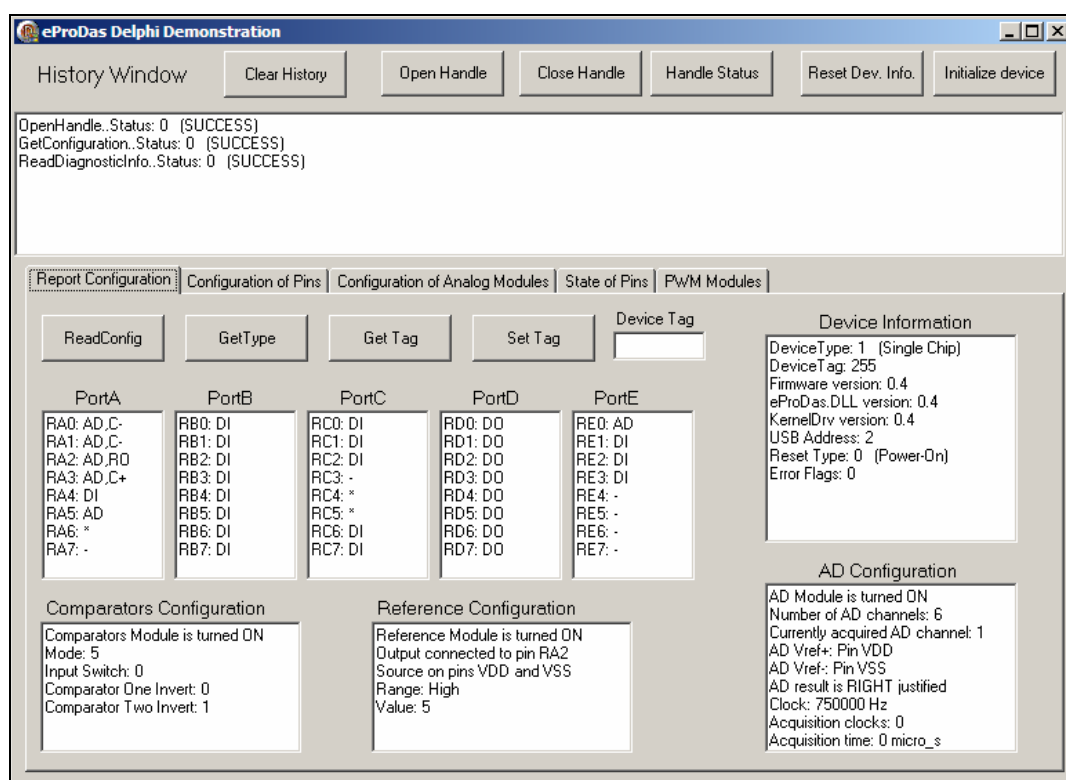 eProDas Delphi Demonstration
History Window
Clear History
Open Handle
Close Handle
Handle Status
Reset Dev. Info.
Initialize device
OpenHandle..Status: 0 (SUCCESS)
GetConfiguration..Status: 0 (SUCCESS)
ReadDiagnosticInfo..Status: 0 (SUCCESS)
Report Configuration
Configuration of Pins
Configuration of Analog Modules
State of Pins
PWM Modules
ReadConfig
GetType
Get Tag
Set Tag
Device Tag
PortA
RA0: AD,C-
RA1: AD,C-
RA2: AD,RO
RA3: AD,C+
RA4: DI
RA5: AD
RA6: *
RA7: -
PortB
RB0: DI
RB1: DI
RB2: DI
RB3: DI
RB4: DI
RB5: DI
RB6: DI
RB7: DI
PortC
RC0: DI
RC1: DI
RC2: DI
RC3: -
RC4: *
RC5: *
RC6: DI
RC7: DI
PortD
RD0: DO
RD1: DO
RD2: DO
RD3: DO
RD4: DO
RD5: DO
RD6: DO
RD7: DO
PortE
RE0: AD
RE1: DI
RE2: DI
RE3: DI
RE4: -
RE5: -
RE6: -
RE7: -
Device Information
DeviceType: 1 (Single Chip)
DeviceTag: 255
Firmware version: 0.4
eProDas.DLL version: 0.4
KernelDrv version: 0.4
USB Address: 2
Reset Type: 0 (Power-On)
Error Flags: 0
Comparators Configuration
Comparators Module is turned ON
Mode: 5
Input Switch: 0
Comparator One Invert: 0
Comparator Two Invert: 1
Reference Configuration
Reference Module is turned ON
Output connected to pin RA2
Source on pins VDD and VSS
Range: High
Value: 5
AD Configuration
AD Module is turned ON
Number of AD channels: 6
Currently acquired AD channel: 1
AD Vref+: Pin VDD
AD Vref-: Pin VSS
AD result is RIGHT justified
Clock: 750000 Hz
Acquisition clocks: 0
Acquisition time: 0 micro_s